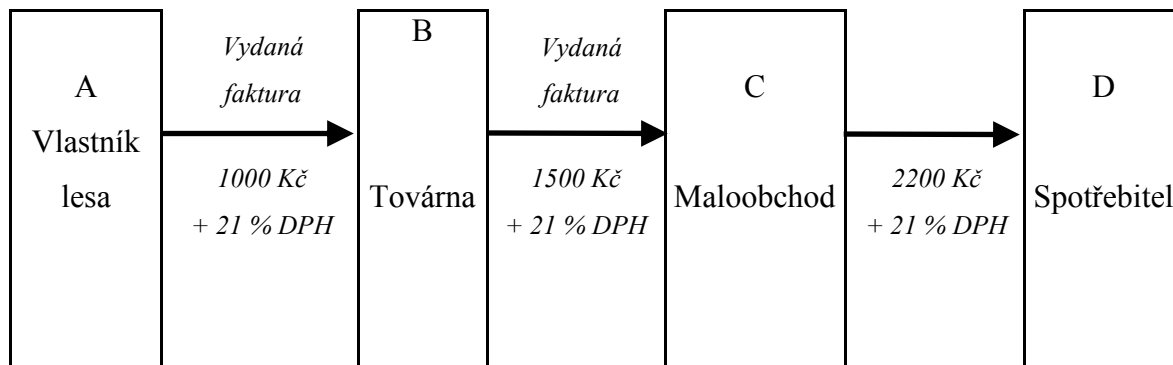 A
Vlastník
lesa
Vydaná
faktura
1000 Kč
+ 21 % DPH
B
Továrna
Vydaná
faktura
1500 Kč
+ 21 % DPH
C
Maloobchod
2200 Kč
+ 21 % DPH
D
Spotřebitel